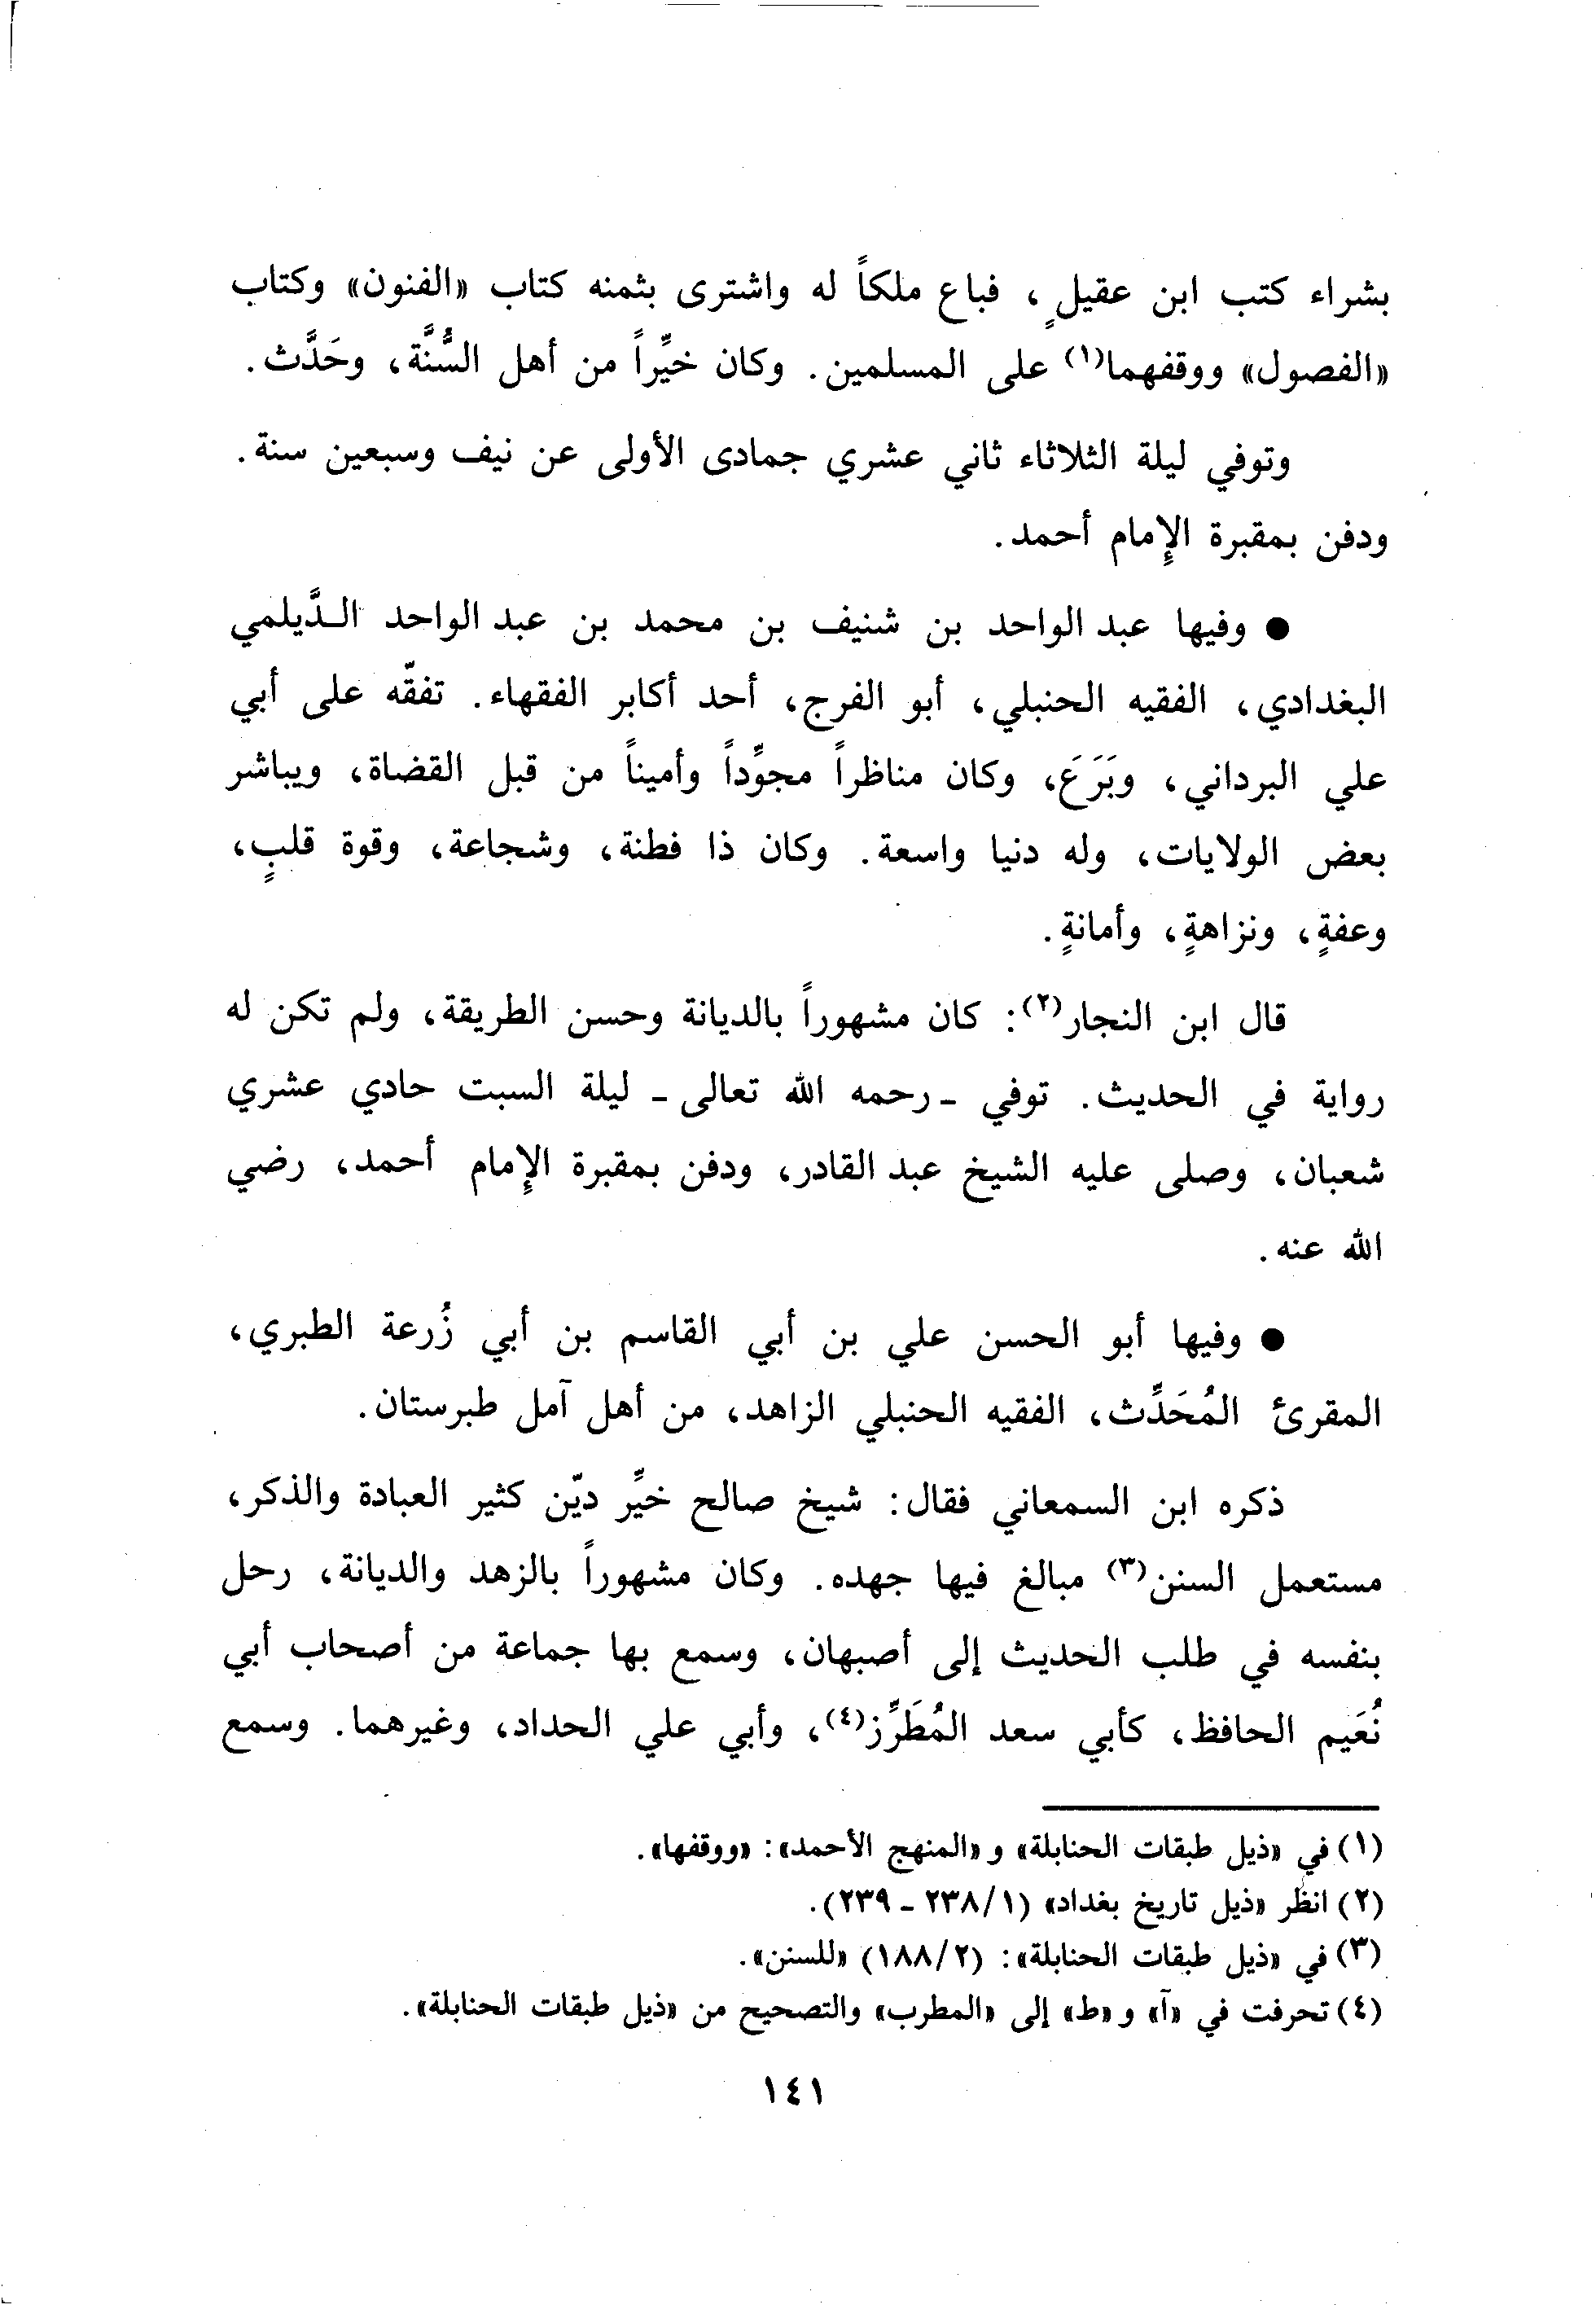 بشراء كتب ابن عقيلٍ، فباع ملكاً له واشترى بثمنه كتاب «الفنون» وكتاب
«الفصول» ووقفهما(١) على المسلمين. وكان خيِّراً من أهل السُّنَّة، وحَدَّث.
وتوفي ليلة الثلاثاء ثاني عشري جمادى الأولى عن نيف وسبعين سنة.
ودفن بمقبرة الإِمام أحمد.
● وفيها عبد الواحد بن شنيف بن محمد بن عبد الواحد الـدَّيلمي
البغدادي، الفقيه الحنبلي، أبو الفرج، أحد أكابر الفقهاء. تفقّه على أبي
علي البرداني، وبَرَعَ، وكان مناظراً مجوِّداً وأميناً من قبل القضاة، ويباشر
بعض الولايات، وله دنيا واسعة. وكان ذا فطنة، وشجاعة، وقوة قلبٍ،
وعفةٍ، ونزاهةٍ، وأمانةٍ.
قال ابن النجار(٢): كان مشهوراً بالديانة وحسن الطريقة، ولم تكن له
رواية في الحديث. توفي ـ رحمه الله تعالى ـ ليلة السبت حادي عشري
شعبان، وصلى عليه الشيخ عبد القادر، ودفن بمقبرة الإِمام أحمد، رضي
الله عنه.
● وفيها أبو الحسن علي بن أبي القاسم بن أبي زُرعة الطبري،
المقرئ المُحَدِّث، الفقيه الحنبلي الزاهد، من أهل آمل طبرستان.
ذكره ابن السمعاني فقال: شيخ صالح خيِّر ديّن كثير العبادة والذكر،
مستعمل السنن(٣) مبالغ فيها جهده. وكان مشهوراً بالزهد والديانة، رحل
بنفسه في طلب الحديث إلى أصبهان، وسمع بها جماعة من أصحاب أبي
نُعَيم الحافظ، كأبي سعد المُطَرِّز(٤)، وأبي علي الحداد، وغيرهما. وسمع
(١) في «ذيل طبقات الحنابلة» و «المنهج الأحمد»: «ووقفها».
(٢) انظر «ذيل تاريخ بغداد» (١/ ٢٣٨ ـ ٢٣٩).
(٣) في «ذيل طبقات الحنابلة»: (٢/ ١٨٨) «للسنن».
(٤) تحرفت في «آ» و «ط» إلى «المطرب» والتصحيح من «ذيل طبقات الحنابلة».
١٤١